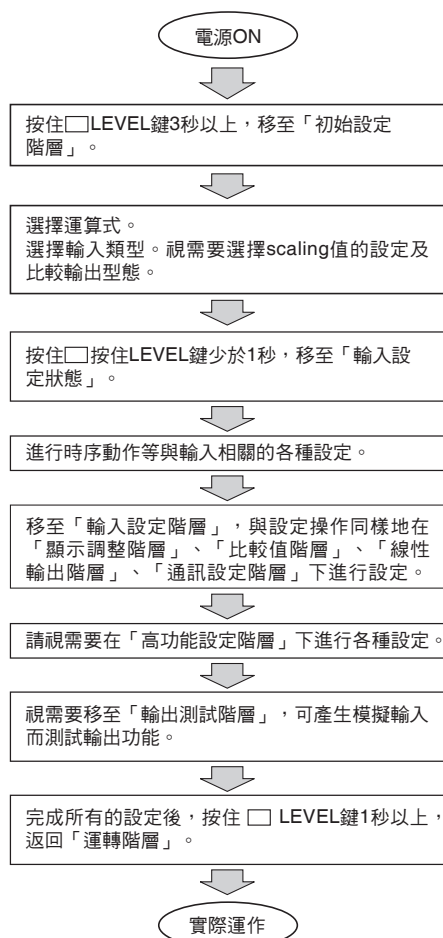 電源ON
按住□LEVEL鍵3秒以上，移至「初始設定
階層」。
選擇運算式。
選擇輸入類型。視需要選擇scaling值的設定及
比較輸出型態。
按住□按住LEVEL鍵少於1秒，移至「輸入設
定狀態」。
進行時序動作等與輸入相關的各種設定。
移至「輸入設定階層」，與設定操作同樣地在
「顯示調整階層」、「比較值階層」、「線性
輸出階層」、「通訊設定階層」下進行設定。
請視需要在「高功能設定階層」下進行各種設定。
視需要移至「輸出測試階層」，可產生模擬輸入
而測試輸出功能。
完成所有的設定後，按住 □ LEVEL鍵1秒以上，
返回「運轉階層」。
實際運作